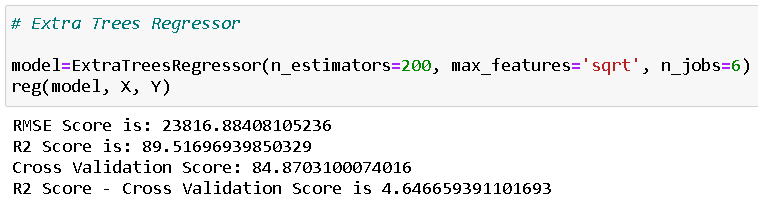 # Extra Trees Regressor
model=ExtraTreesRegressor(n_estimators=200, max_features='sqrt', n_jobs=6)
reg(model, X, Y)
RMSE Score is: 23816.88408105236
R2 Score is: 89.51696939850329
Cross Validation Score: 84.8703100074016
R2 Score - Cross Validation Score is 4.646659391101693